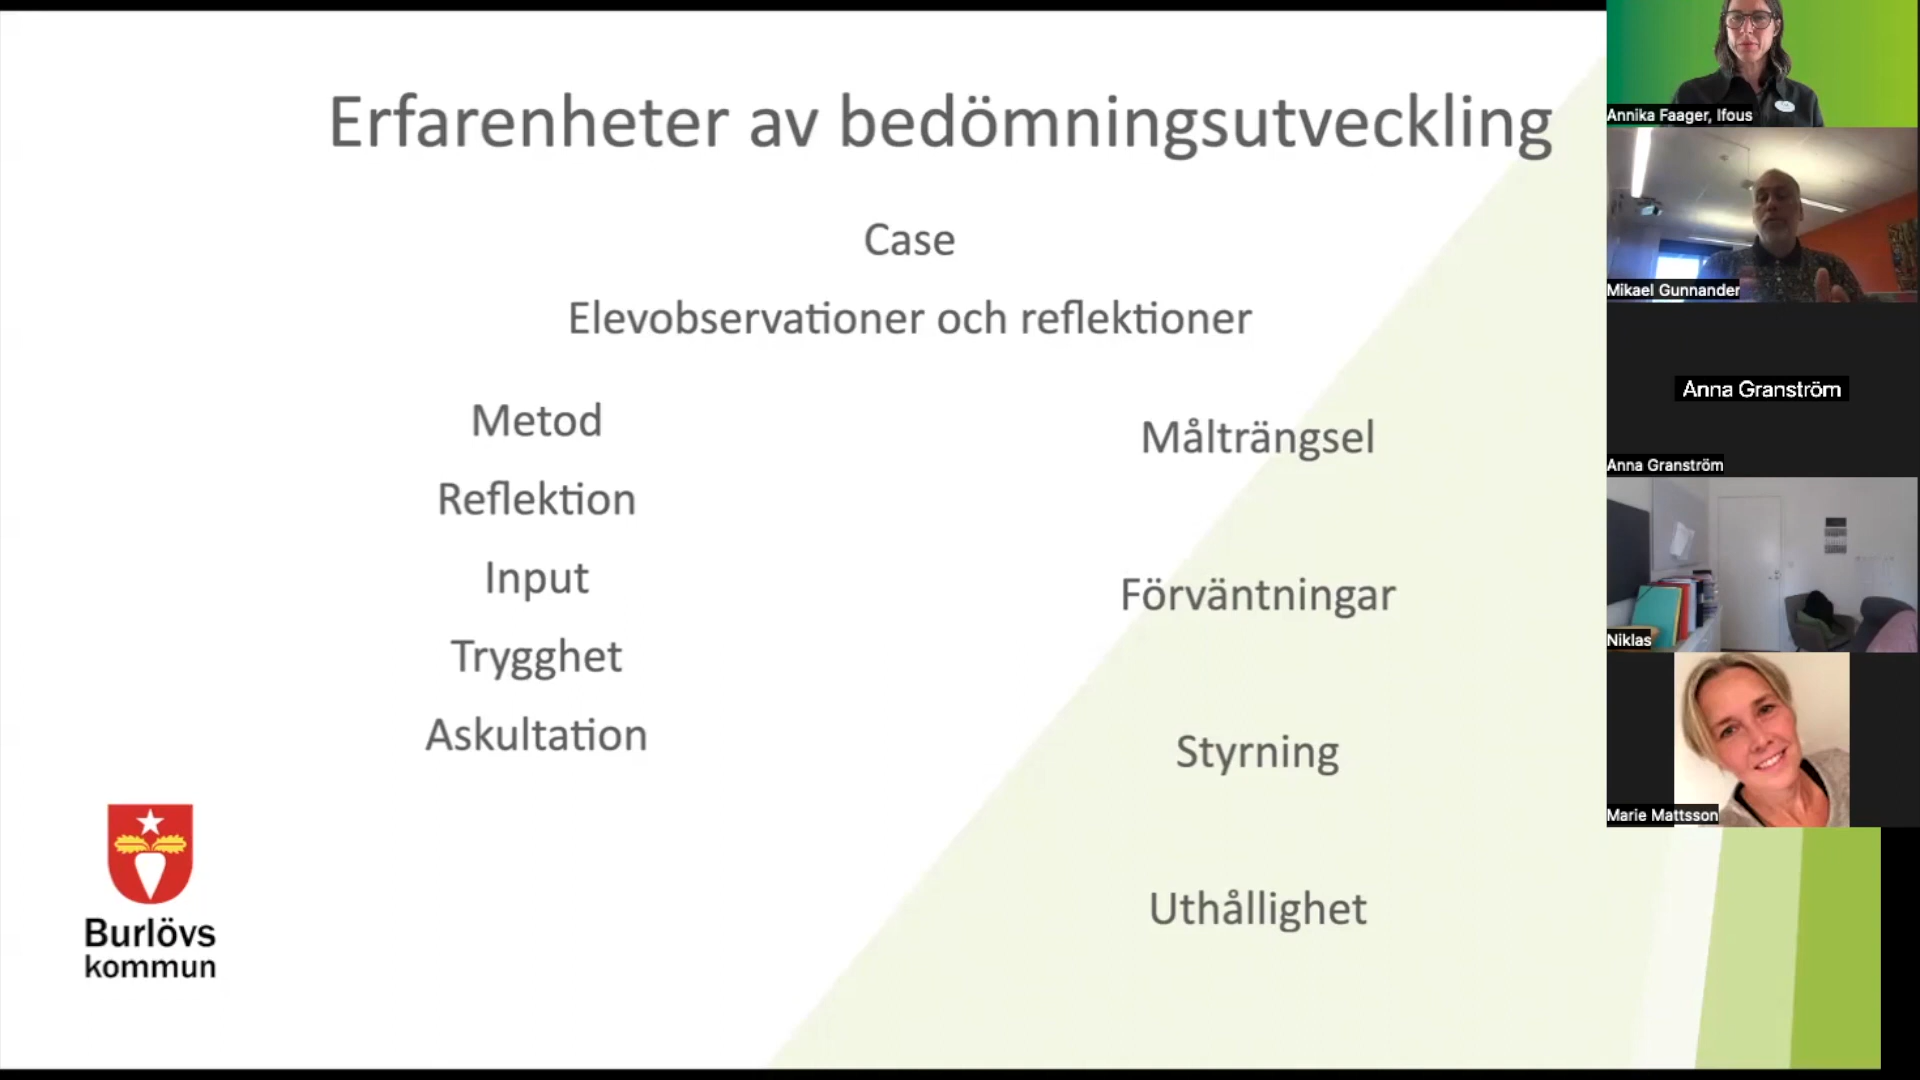 Erfarenheter av bedömningsutveckling
Case
Elevobservationer och reflektioner
Metod
Reflektion
Input
Trygghet
Askultation
Målträngsel
Förväntningar
Styrning
Uthållighet
Burlövs
kommun
Annika Faager, Ifous
Mikael Gunnander
Anna Granström
Anna Granström
Niklas
Marie Mattsson